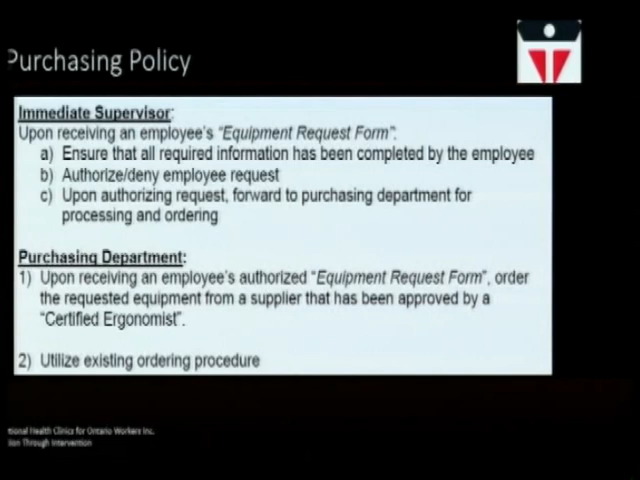 Purchasing Policy
Immediate Supervisor:
Upon receiving an employee's "Equipment Request Form":
a) Ensure that all required information has been completed by the employee
b) Authorize/deny employee request
c) Upon authorizing request, forward to purchasing department for
processing and ordering
Purchasing Department:
1) Upon receiving an employee's authorized "Equipment Request Form", order
the requested equipment from a supplier that has been approved by a
"Certified Ergonomist".
2) Utilize existing ordering procedure
tional Health Clinics for Ontario Workers Inc.
tion Through Intervention